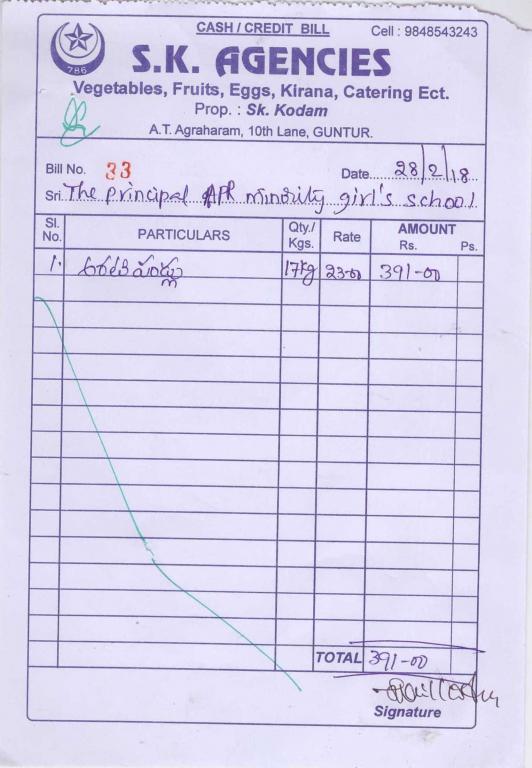 CASH / CREDIT BILL
Cell : 9848543243
786
S.K. AGENCIES
Vegetables, Fruits, Eggs, Kirana, Catering Ect.
Prop. : Sk. Kodam
A.T. Agraharam, 10th Lane, GUNTUR.
Bill No. 33 Date 28/2/18
Sri The principal APR minority girl's school.
Sl. No. PARTICULARS Qty./ Kgs. Rate AMOUNT Rs. Ps.
1. అరటిపండ్లు 17kg 23-00 391-00
TOTAL 391-00
Signature